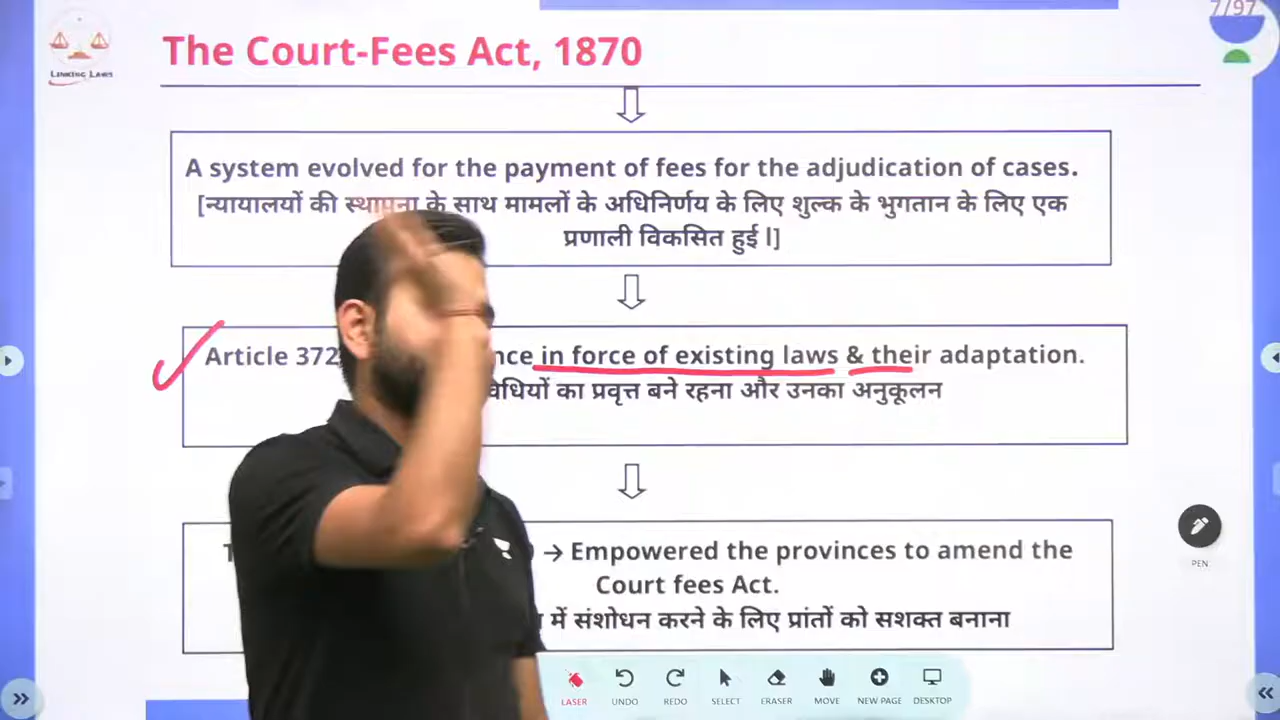 7/97
LINKING LAWS
The Court-Fees Act, 1870
A system evolved for the payment of fees for the adjudication of cases.
[न्यायालयों की स्थापना के साथ मामलों के अधिनिर्णय के लिए शुल्क के भुगतान के लिए एक
प्रणाली विकसित हुई।]
Article 372 in force of existing laws & their adaptation.
का प्रवृत्त बने रहना और उनका अनुकूलन
→ Empowered the provinces to amend the
Court fees Act.
में संशोधन करने के लिए प्रांतों को सशक्त बनाना
PEN
LASER UNDO REDO SELECT ERASER MOVE NEW PAGE DESKTOP